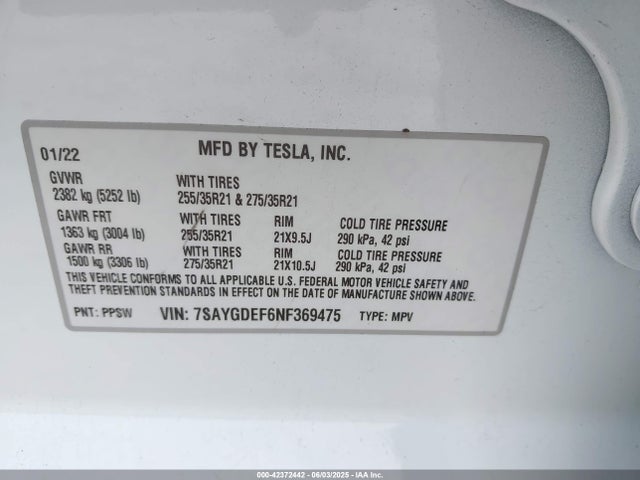 01/22 MFD BY TESLA, INC.
GVWR WITH TIRES
2382 kg (5252 lb) 255/35R21 & 275/35R21
GAWR FRT WITH TIRES RIM COLD TIRE PRESSURE
1363 kg (3004 lb) 255/35R21 21X9.5J 290 kPa, 42 psi
GAWR RR WITH TIRES RIM COLD TIRE PRESSURE
1500 kg (3306 lb) 275/35R21 21X10.5J 290 kPa, 42 psi
THIS VEHICLE CONFORMS TO ALL APPLICABLE U.S. FEDERAL MOTOR VEHICLE SAFETY AND
THEFT PREVENTION STANDARDS IN EFFECT ON THE DATE OF MANUFACTURE SHOWN ABOVE.
PNT: PPSW VIN: 7SAYGDEF6NF369475 TYPE: MPV
000-42372442 - 06/03/2025 - IAA Inc.